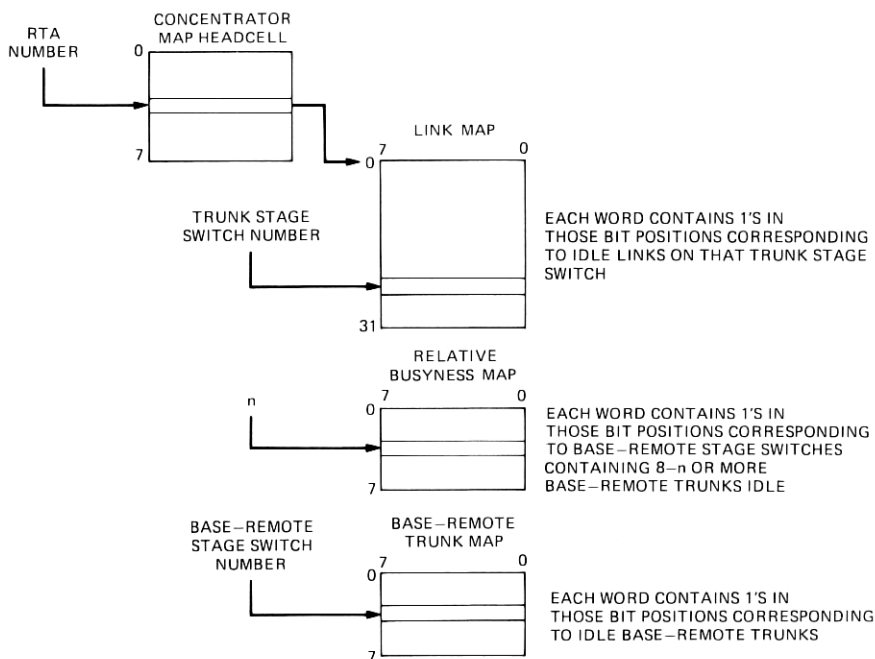 RTA
NUMBER
CONCENTRATOR
MAP HEADCELL
0
7
LINK MAP
7 0
0
31
TRUNK STAGE
SWITCH NUMBER
EACH WORD CONTAINS 1'S IN
THOSE BIT POSITIONS CORRESPONDING
TO IDLE LINKS ON THAT TRUNK STAGE
SWITCH
RELATIVE
BUSYNESS MAP
7 0
0
7
n
EACH WORD CONTAINS 1'S IN
THOSE BIT POSITIONS CORRESPONDING
TO BASE–REMOTE STAGE SWITCHES
CONTAINING 8–n OR MORE
BASE–REMOTE TRUNKS IDLE
BASE–REMOTE
STAGE SWITCH
NUMBER
BASE–REMOTE
TRUNK MAP
7 0
0
7
EACH WORD CONTAINS 1'S IN
THOSE BIT POSITIONS CORRESPONDING
TO IDLE BASE–REMOTE TRUNKS